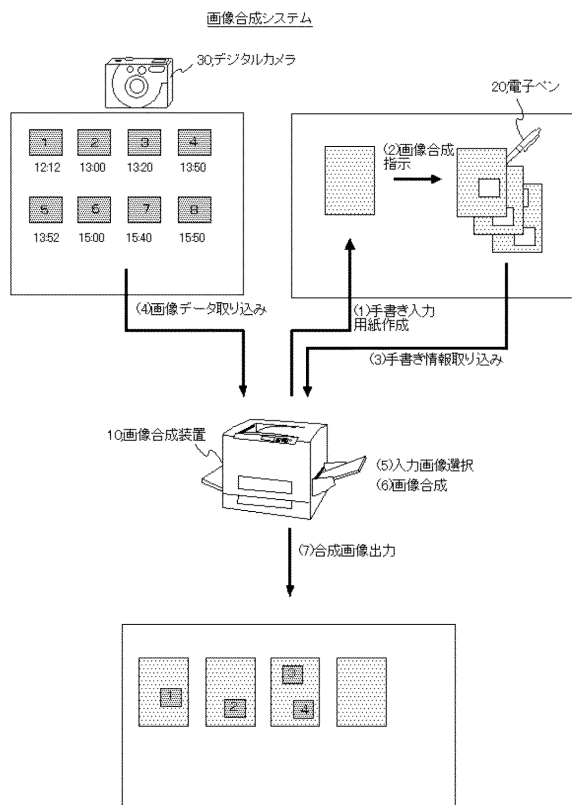 画像合成システム
30,デジタルカメラ
20,電子ペン
1 2 3 4
12:12 13:00 13:20 13:50
5 6 7 8
13:52 15:00 15:40 15:50
(2)画像合成
指示
(4)画像データ取り込み
(1)手書き入力
用紙作成
(3)手書き情報取り込み
10,画像合成装置
(5)入力画像選択
(6)画像合成
(7)合成画像出力
3
1
2 4